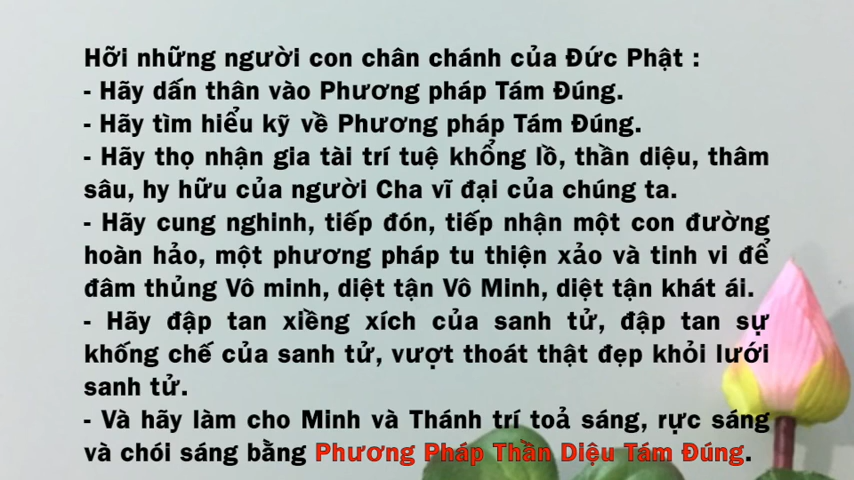 Hỡi những người con chân chánh của Đức Phật :
- Hãy dấn thân vào Phương pháp Tám Đúng.
- Hãy tìm hiểu kỹ về Phương pháp Tám Đúng.
- Hãy thọ nhận gia tài trí tuệ khổng lồ, thần diệu, thâm
sâu, hy hữu của người Cha vĩ đại của chúng ta.
- Hãy cung nghinh, tiếp đón, tiếp nhận một con đường
hoàn hảo, một phương pháp tu thiện xảo và tinh vi để
đâm thủng Vô minh, diệt tận Vô Minh, diệt tận khát ái.
- Hãy đập tan xiềng xích của sanh tử, đập tan sự
khống chế của sanh tử, vượt thoát thật đẹp khỏi lưới
sanh tử.
- Và hãy làm cho Minh và Thánh trí toả sáng, rực sáng
và chói sáng bằng Phương Pháp Thần Diệu Tám Đúng.